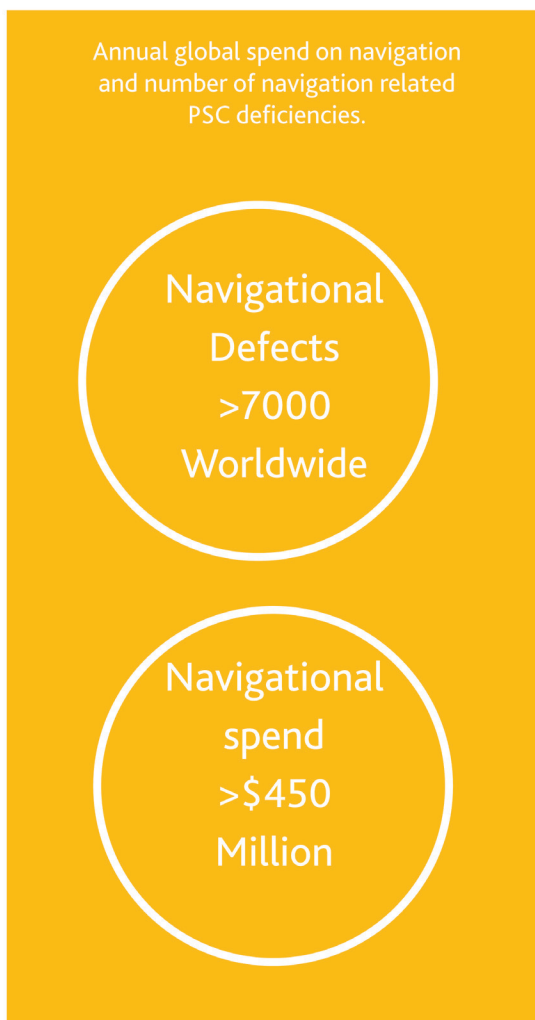 Annual global spend on navigation
and number of navigation related
PSC deficiencies.
Navigational
Defects
>7000
Worldwide
Navigational
spend
>$450
Million